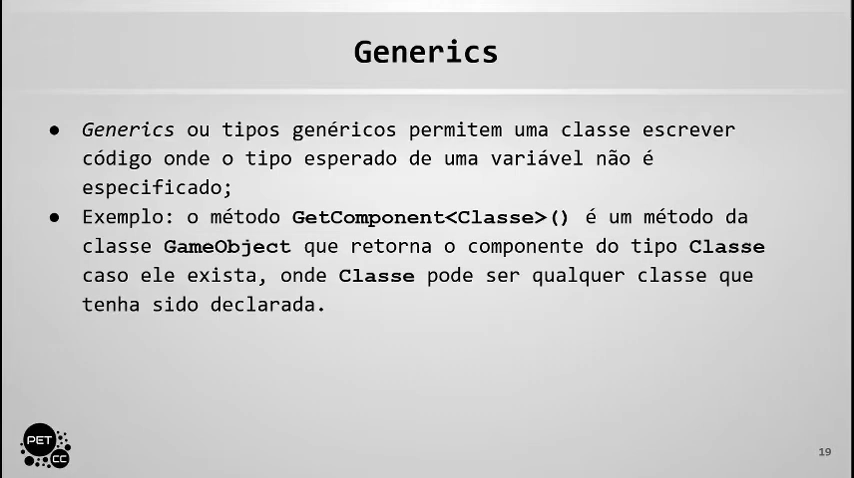 Generics
● Generics ou tipos genéricos permitem uma classe escrever
código onde o tipo esperado de uma variável não é
especificado;
● Exemplo: o método GetComponent<Classe>() é um método da
classe GameObject que retorna o componente do tipo Classe
caso ele exista, onde Classe pode ser qualquer classe que
tenha sido declarada.
PET
CC
19